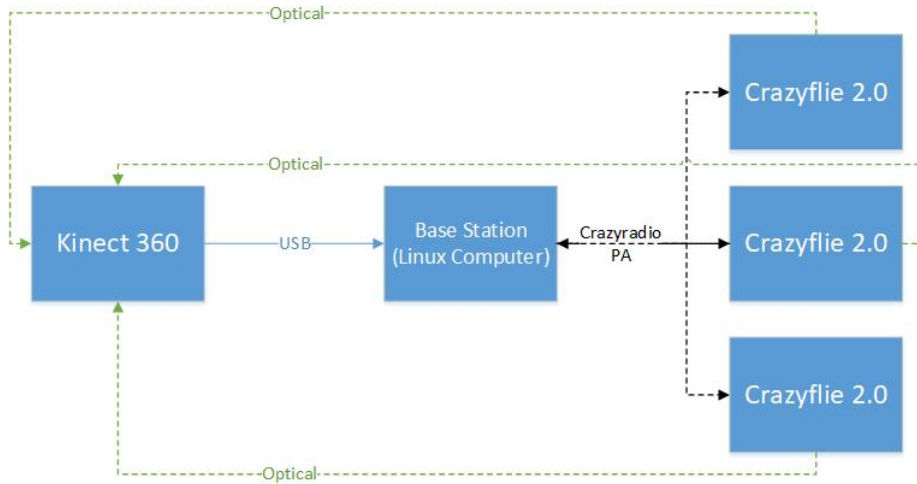 Optical
Crazyflie 2.0
Optical
Kinect 360
USB
Base Station
(Linux Computer)
Crazyradio
PA
Crazyflie 2.0
Crazyflie 2.0
Optical